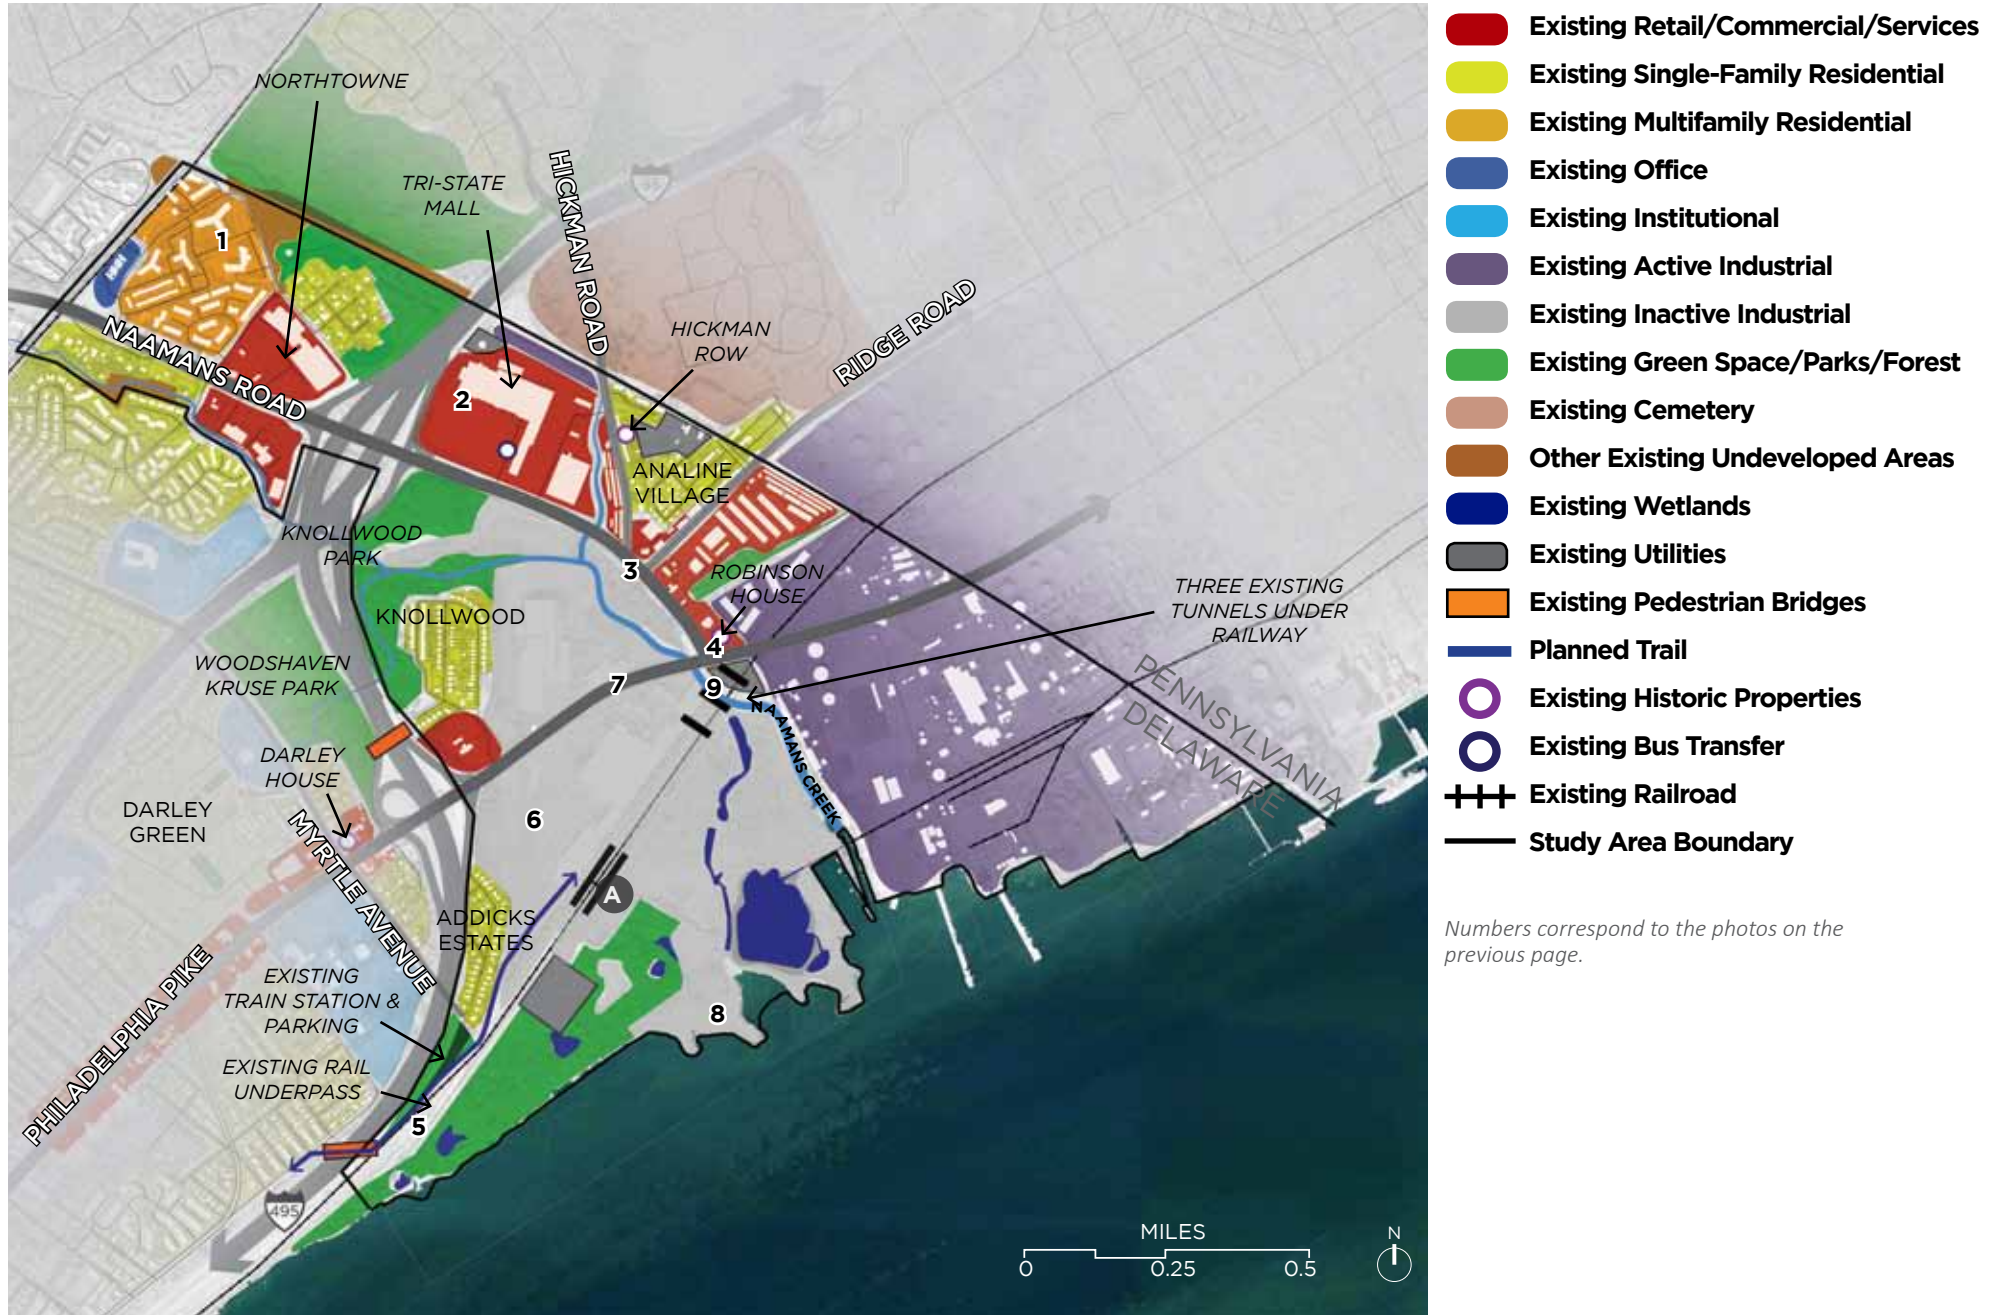 NORTHTOWNE
TRI-STATE
MALL
HICKMAN ROAD
HICKMAN
ROW
RIDGE ROAD
1
NAAMANS ROAD
2
ANALINE
VILLAGE
KNOLLWOOD
PARK
3
ROBINSON
HOUSE
THREE EXISTING
TUNNELS UNDER
RAILWAY
KNOLLWOOD
4
WOODSHAVEN
KRUSE PARK
7
9
NAAMANS CREEK
PENNSYLVANIA
DELAWARE
DARLEY
HOUSE
DARLEY
GREEN
MYRTLE AVENUE
6
A
ADDICKS
ESTATES
PHILADELPHIA PIKE
EXISTING
TRAIN STATION &
PARKING
8
EXISTING RAIL
UNDERPASS
5
495
MILES
0 0.25 0.5
N
Existing Retail/Commercial/Services
Existing Single-Family Residential
Existing Multifamily Residential
Existing Office
Existing Institutional
Existing Active Industrial
Existing Inactive Industrial
Existing Green Space/Parks/Forest
Existing Cemetery
Other Existing Undeveloped Areas
Existing Wetlands
Existing Utilities
Existing Pedestrian Bridges
Planned Trail
Existing Historic Properties
Existing Bus Transfer
Existing Railroad
Study Area Boundary
Numbers correspond to the photos on the
previous page.